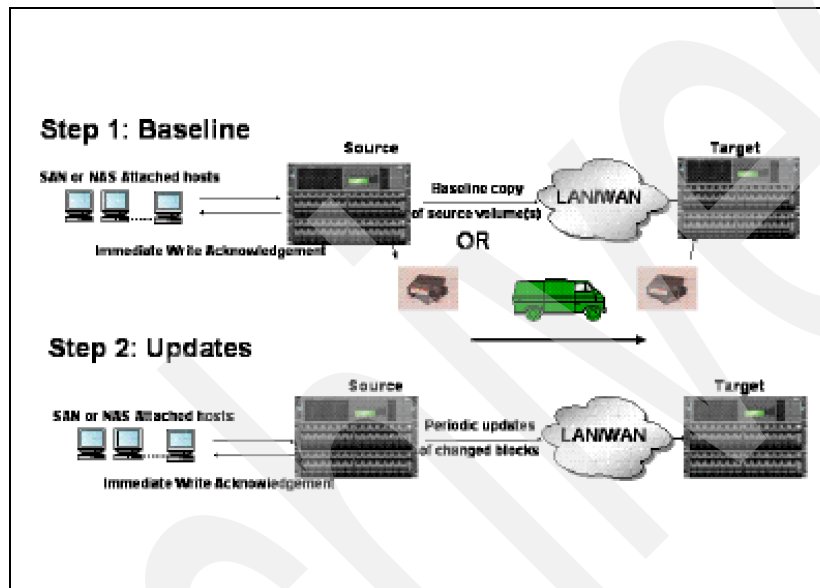 Step 1: Baseline
Source
Target
SAN or NAS Attached hosts
Baseline copy
of source volume(s)
LAN/WAN
OR
Immediate Write Acknowledgement
Step 2: Updates
Source
Target
SAN or NAS Attached hosts
Periodic updates
of changed blocks
LAN/WAN
Immediate Write Acknowledgement